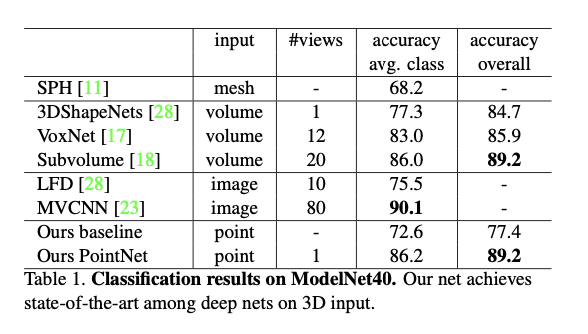 input #views accuracy accuracy
avg. class overall
SPH [11] mesh - 68.2 -
3DShapeNets [28] volume 1 77.3 84.7
VoxNet [17] volume 12 83.0 85.9
Subvolume [18] volume 20 86.0 89.2
LFD [28] image 10 75.5 -
MVCNN [23] image 80 90.1 -
Ours baseline point - 72.6 77.4
Ours PointNet point 1 86.2 89.2
Table 1. Classification results on ModelNet40. Our net achieves
state-of-the-art among deep nets on 3D input.